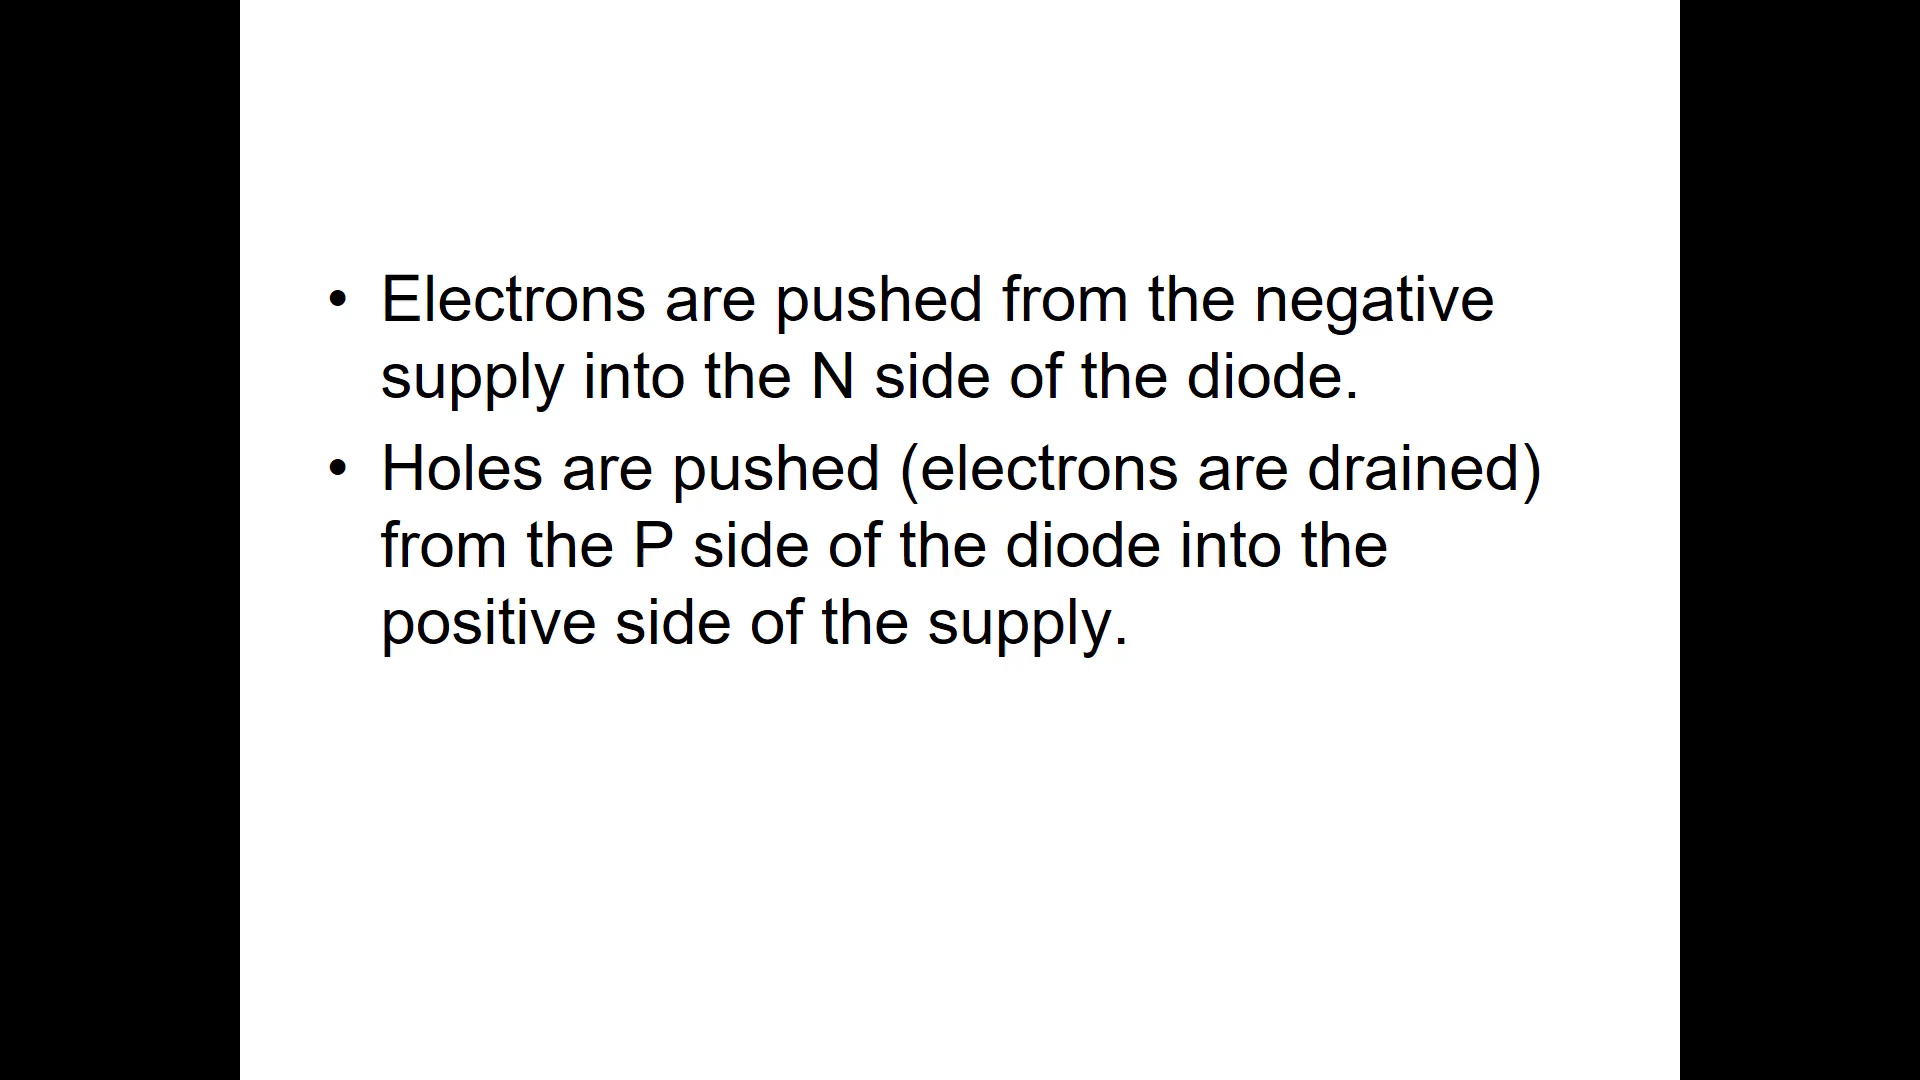 • Electrons are pushed from the negative
supply into the N side of the diode.
• Holes are pushed (electrons are drained)
from the P side of the diode into the
positive side of the supply.